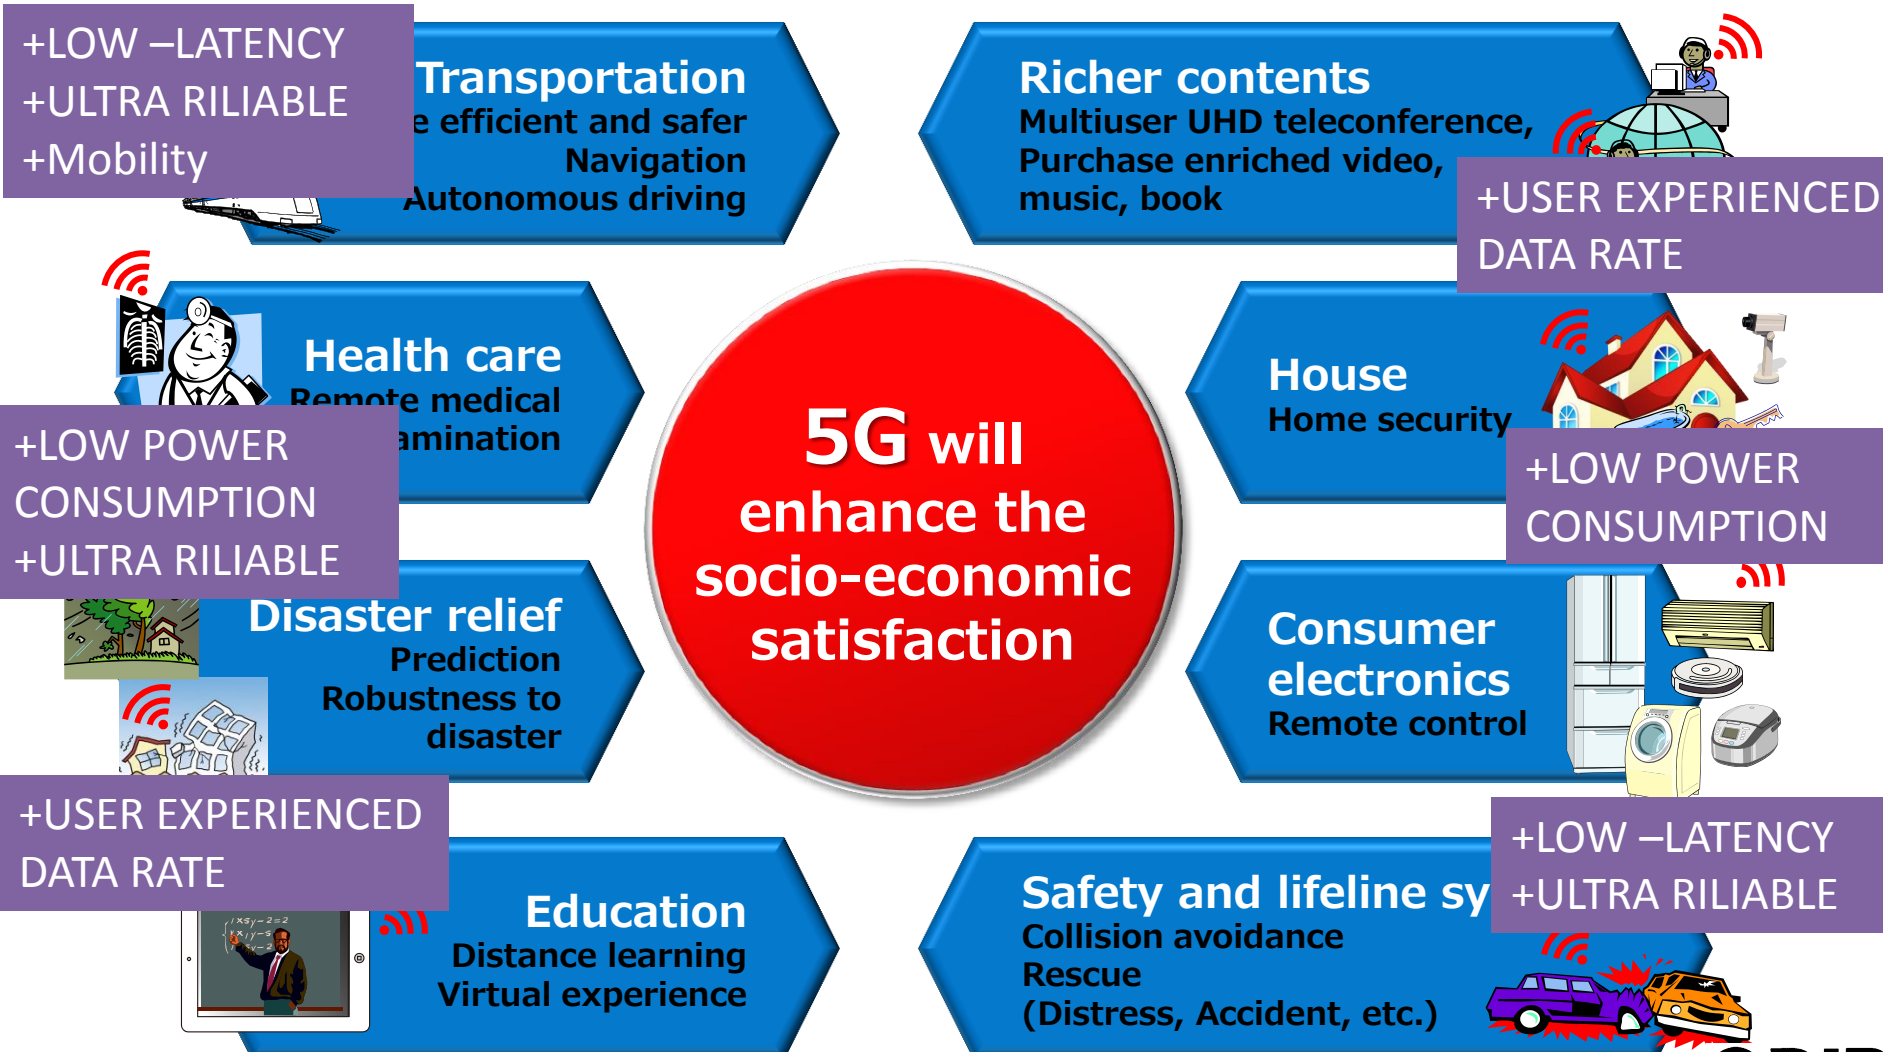 +LOW –LATENCY
+ULTRA RILIABLE
+Mobility
Transportation
efficient and safer
Navigation
Autonomous driving
Richer contents
Multiuser UHD teleconference,
Purchase enriched video,
music, book
+USER EXPERIENCED
DATA RATE
Health care
Remote medical
+LOW POWER
CONSUMPTION
+ULTRA RILIABLE
5G will
enhance the
socio-economic
satisfaction
House
Home security
+LOW POWER
CONSUMPTION
Disaster relief
Prediction
Robustness to
disaster
Consumer
electronics
Remote control
+USER EXPERIENCED
DATA RATE
Education
Distance learning
Virtual experience
Safety and lifeline
Collision avoidance
Rescue
(Distress, Accident, etc.)
+LOW –LATENCY
+ULTRA RILIABLE